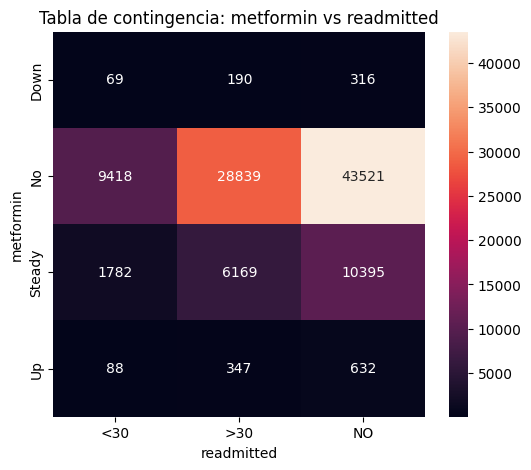 Tabla de contingencia: metformin vs readmitted
metformin
Down
69 190 316
No
9418 28839 43521
Steady
1782 6169 10395
Up
88 347 632
<30 >30 NO
readmitted
40000
35000
30000
25000
20000
15000
10000
5000